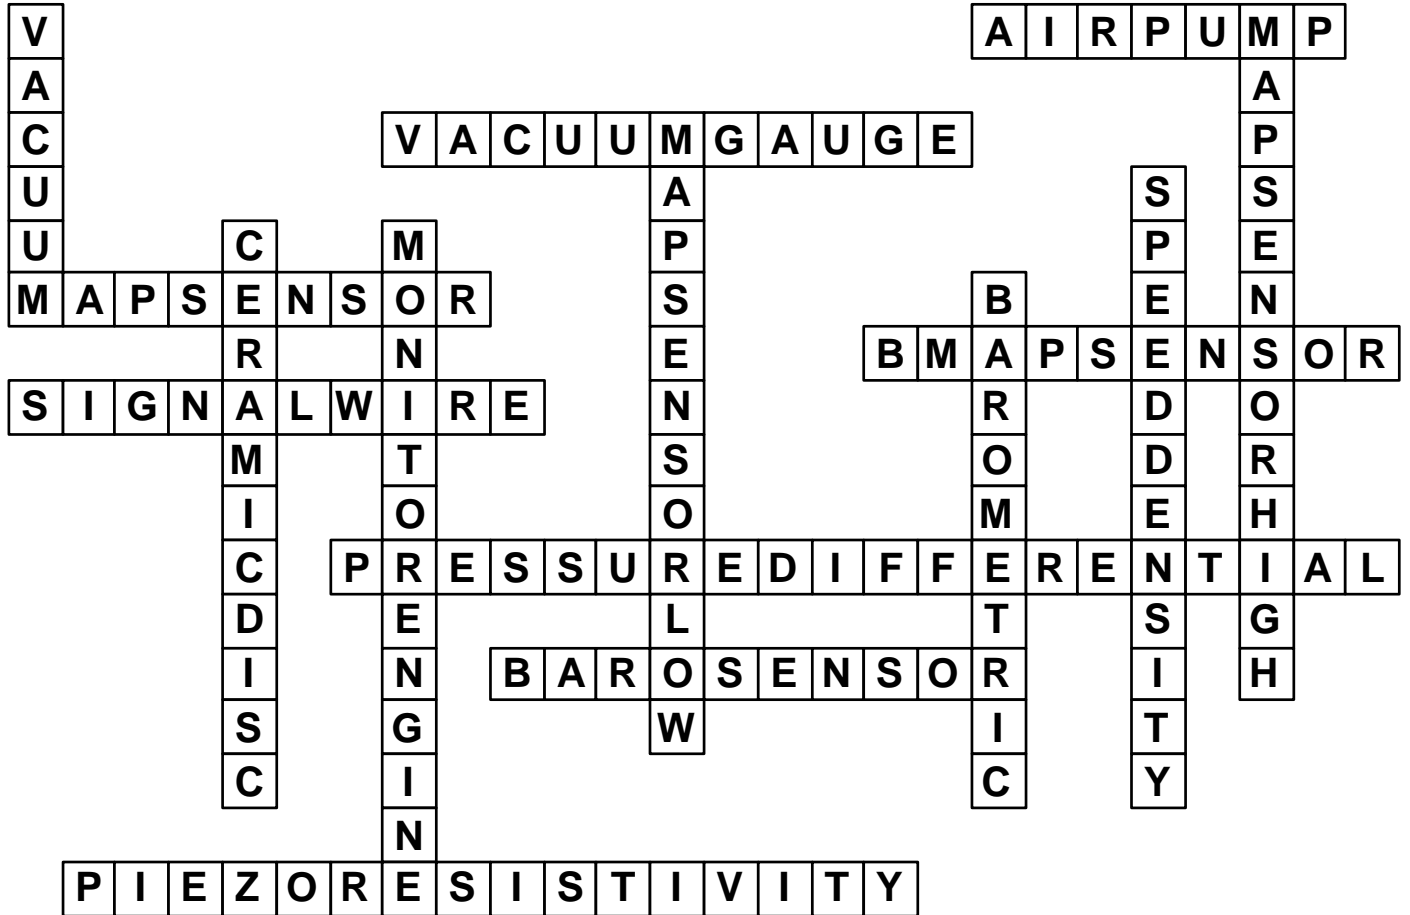 VACUUM
AIRPUMP
MAPSENSORHIGH
VACUUMGAUGE
MAPSENSORLOW
SPEEDDENSITY
CERAMICDISC
MONITORENGINE
MAPSENSOR
BAROMETRIC
BMAPSENSOR
SIGNALWIRE
PRESSUREDIFFERENTIAL
BAROSENSOR
PIEZORESISTIVITY